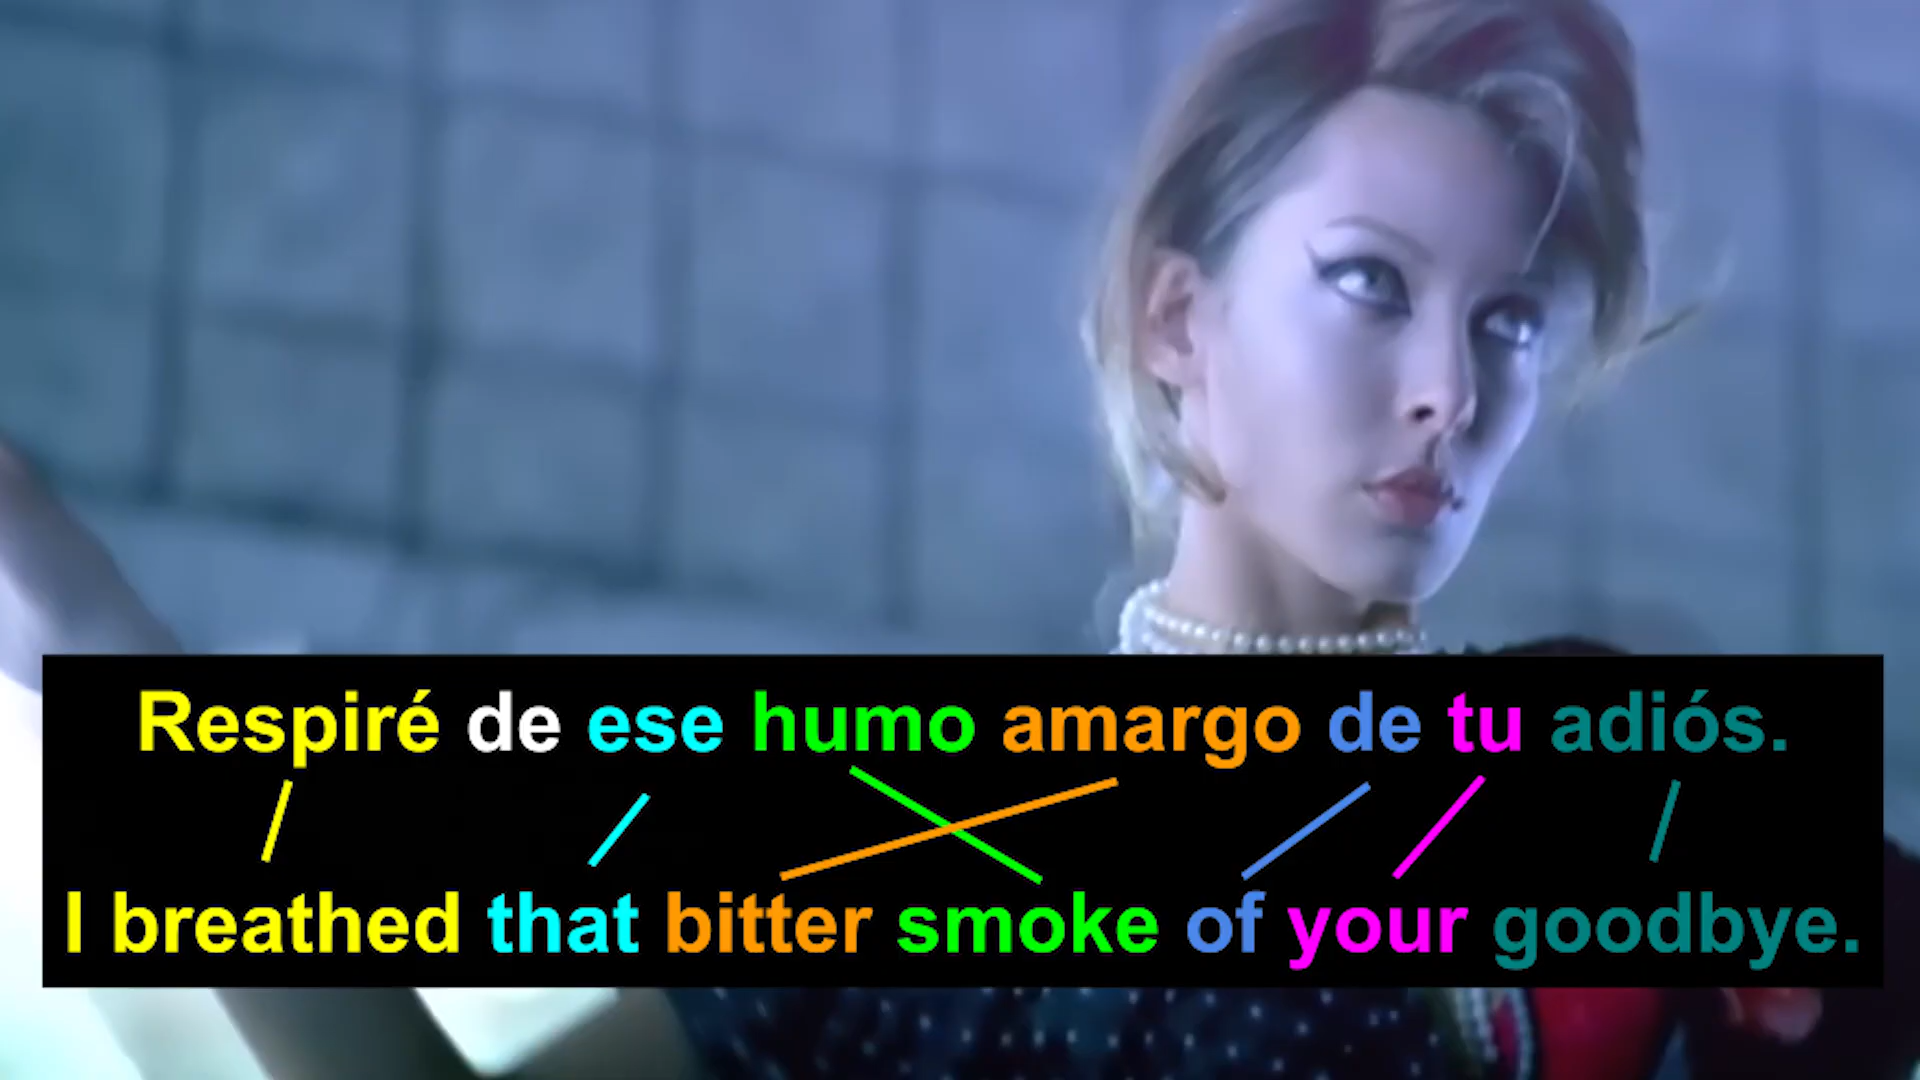 Respiré de ese humo amargo de tu adiós.
I breathed that bitter smoke of your goodbye.